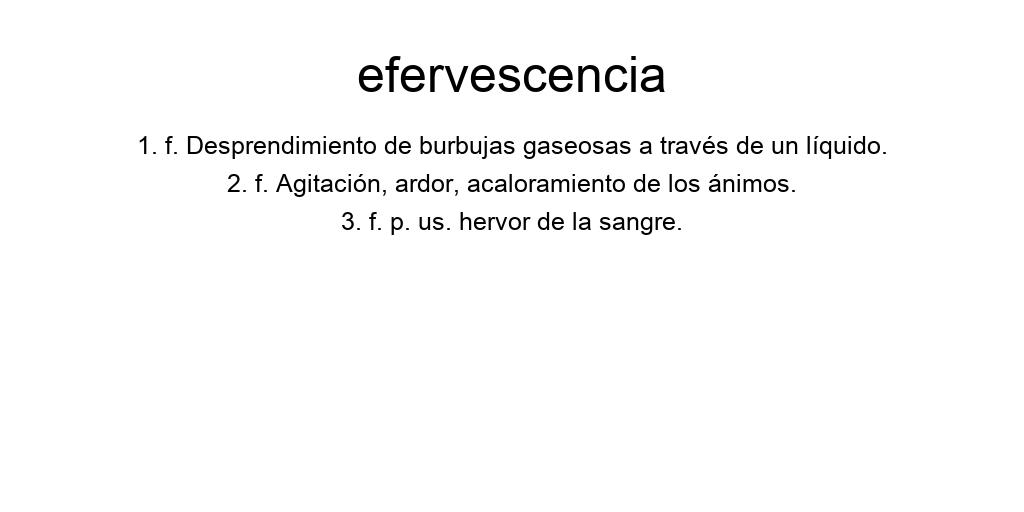 efervescencia
1. f. Desprendimiento de burbujas gaseosas a través de un líquido.
2. f. Agitación, ardor, acaloramiento de los ánimos.
3. f. p. us. hervor de la sangre.